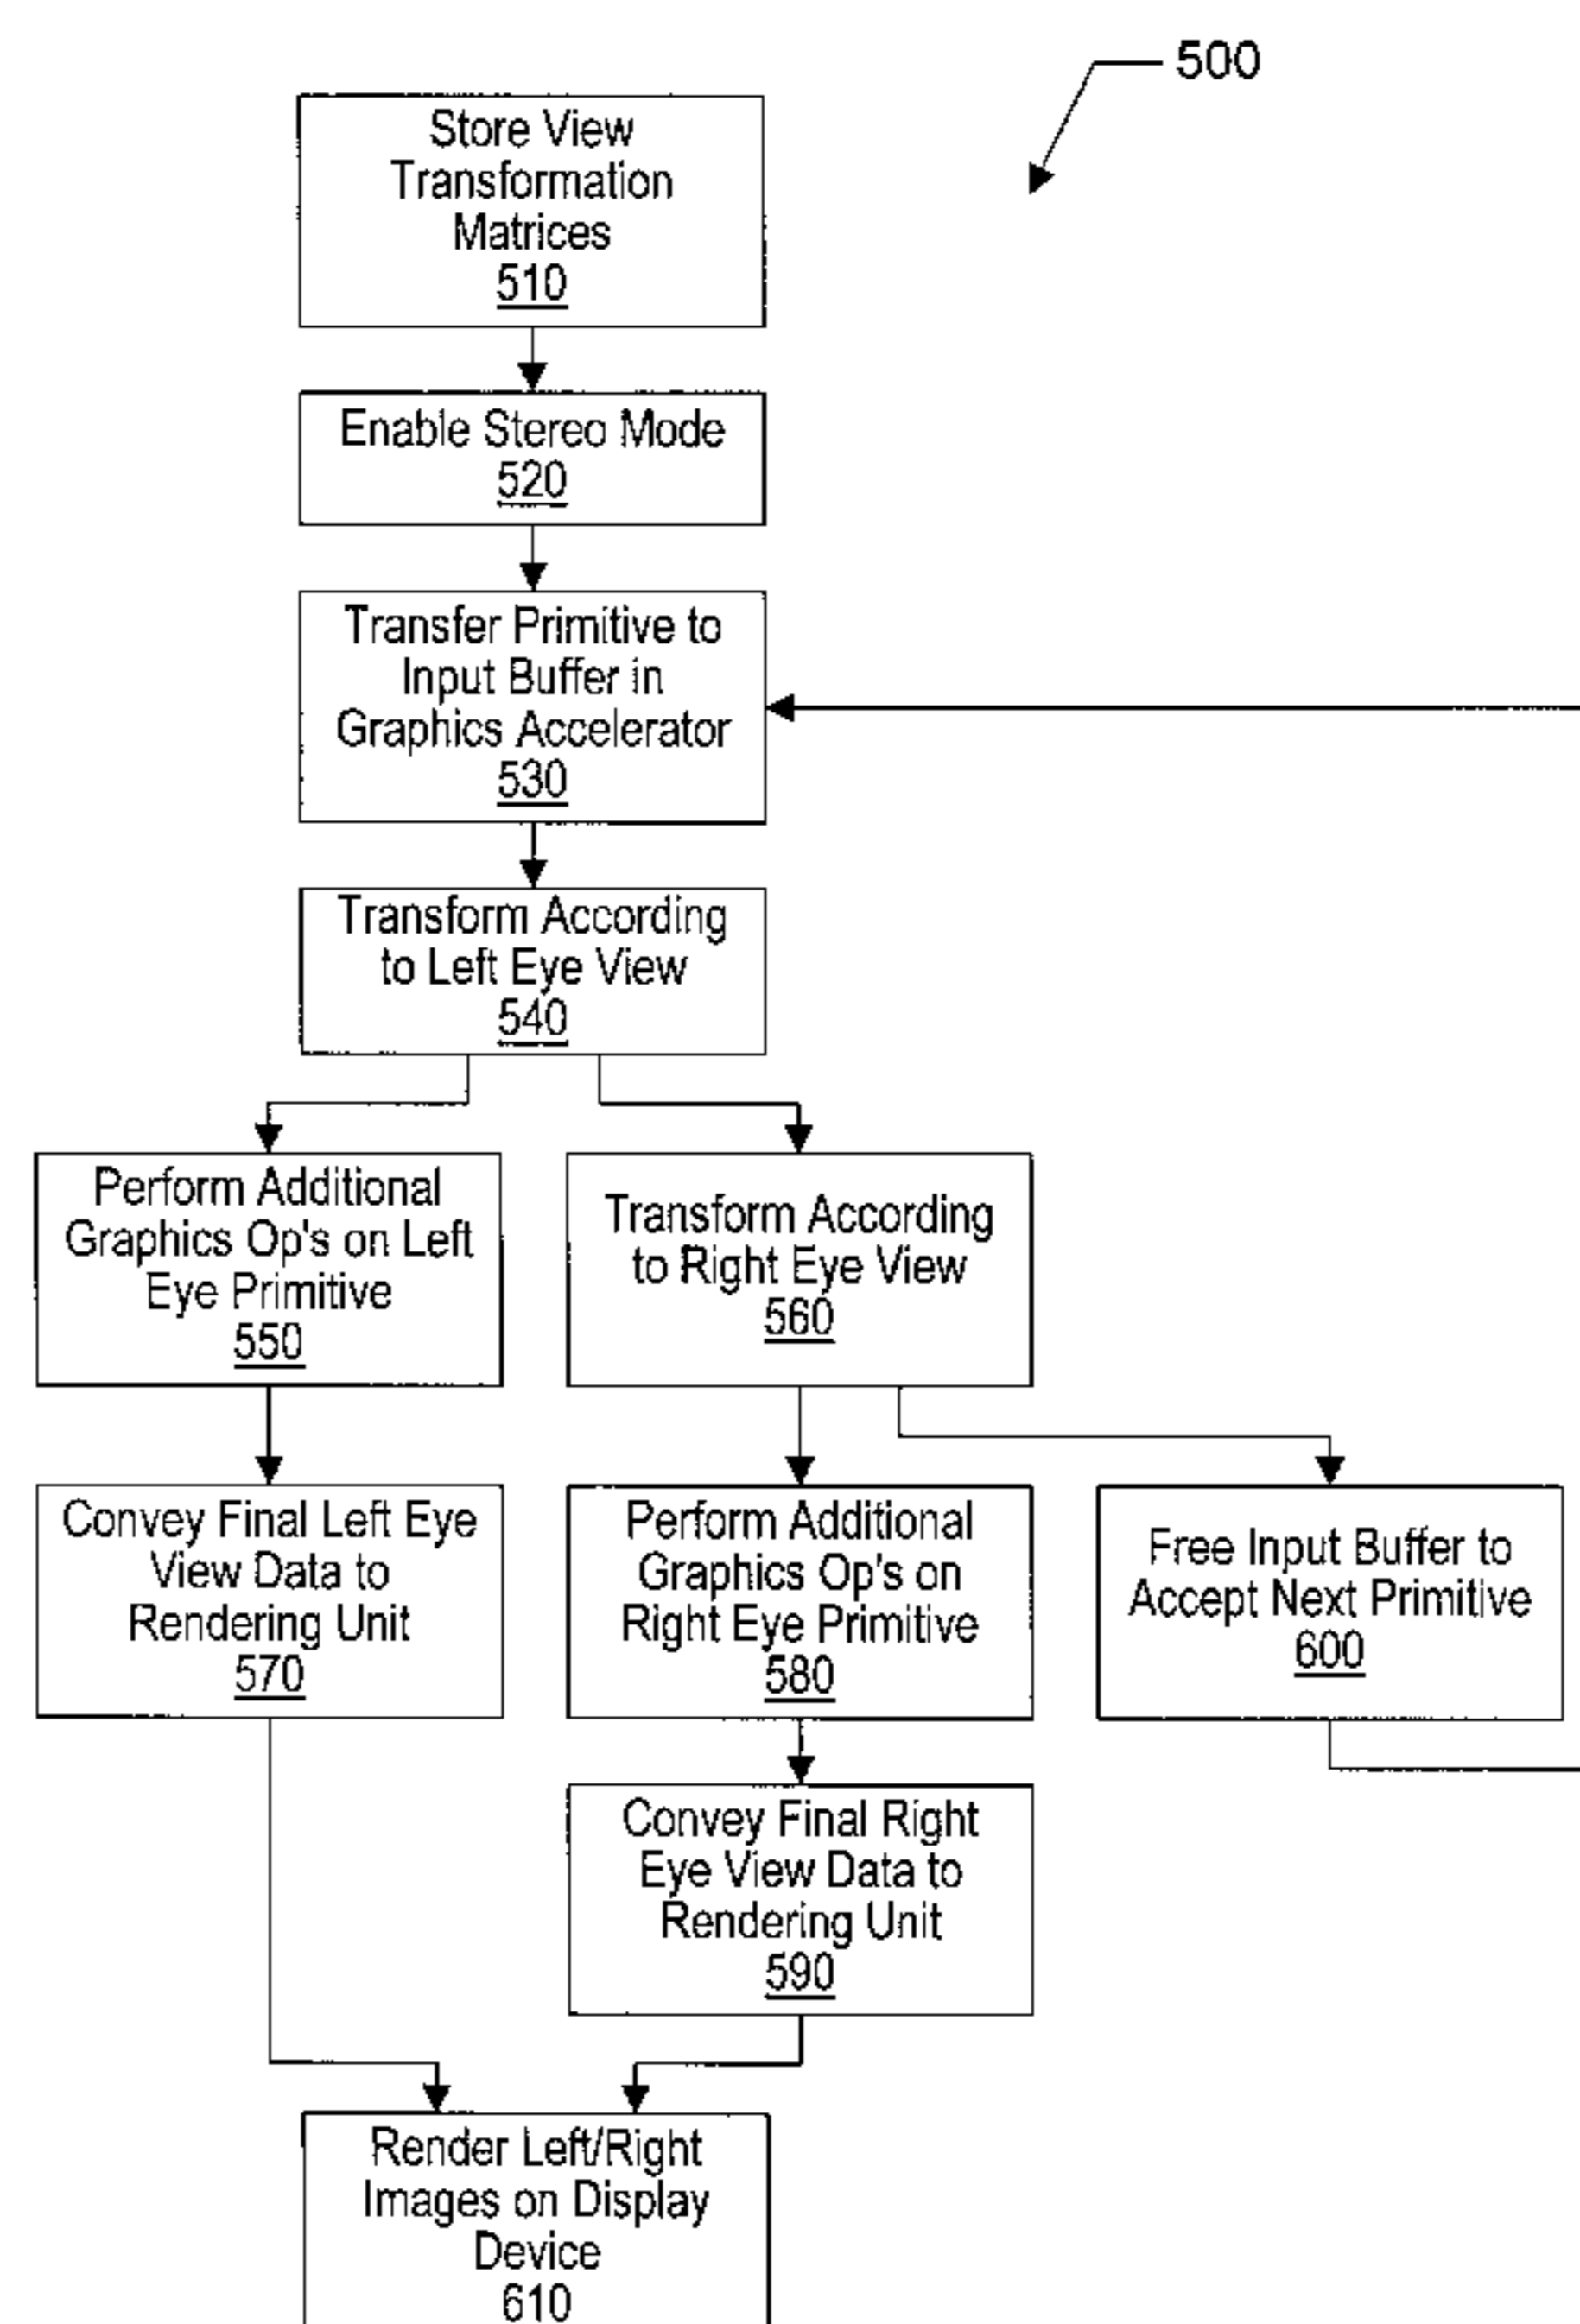 500
Store View
Transformation
Matrices
510
Enable Stereo Mode
520
Transfer Primitive to
Input Buffer in
Graphics Accelerator
530
Transform According
to Left Eye View
540
Perform Additional
Graphics Op's on Left
Eye Primitive
550
Transform According
to Right Eye View
560
Convey Final Left Eye
View Data to
Rendering Unit
570
Perform Additional
Graphics Op's on
Right Eye Primitive
580
Free Input Buffer to
Accept Next Primitive
600
Convey Final Right
Eye View Data to
Rendering Unit
590
Render Left/Right
Images on Display
Device
610